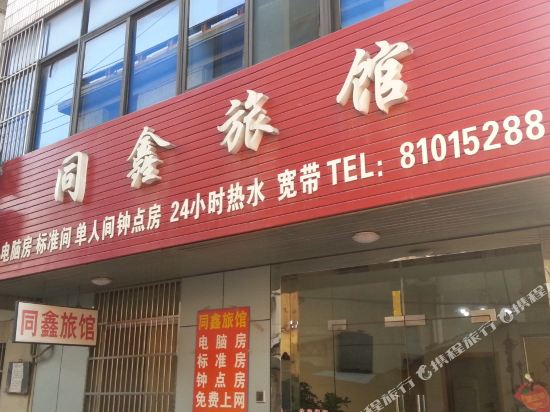 同鑫旅馆
电脑房 标准间 单人间钟点房 24小时热水 宽带 TEL: 81015288
同鑫旅馆
同鑫旅馆
电脑房
标准房
钟点房
免费上网
©携程旅行
©携程旅行